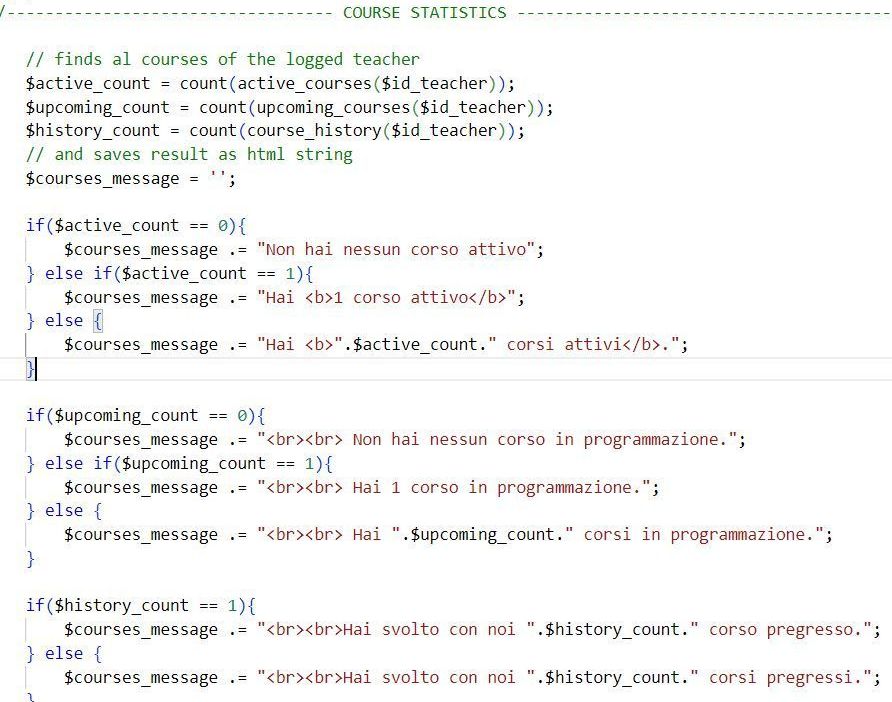 /---------------------------------- COURSE STATISTICS ---------------------------------------
// finds al courses of the logged teacher
$active_count = count(active_courses($id_teacher));
$upcoming_count = count(upcoming_courses($id_teacher));
$history_count = count(course_history($id_teacher));
// and saves result as html string
$courses_message = '';
if($active_count == 0){
$courses_message .= "Non hai nessun corso attivo";
} else if($active_count == 1){
$courses_message .= "Hai <b>1 corso attivo</b>";
} else {
$courses_message .= "Hai <b>".$active_count." corsi attivi</b>.";
}
if($upcoming_count == 0){
$courses_message .= "<br><br> Non hai nessun corso in programmazione.";
} else if($upcoming_count == 1){
$courses_message .= "<br><br> Hai 1 corso in programmazione.";
} else {
$courses_message .= "<br><br> Hai ".$upcoming_count." corsi in programmazione.";
}
if($history_count == 1){
$courses_message .= "<br><br>Hai svolto con noi ".$history_count." corso pregresso.";
} else {
$courses_message .= "<br><br>Hai svolto con noi ".$history_count." corsi pregressi.";
}